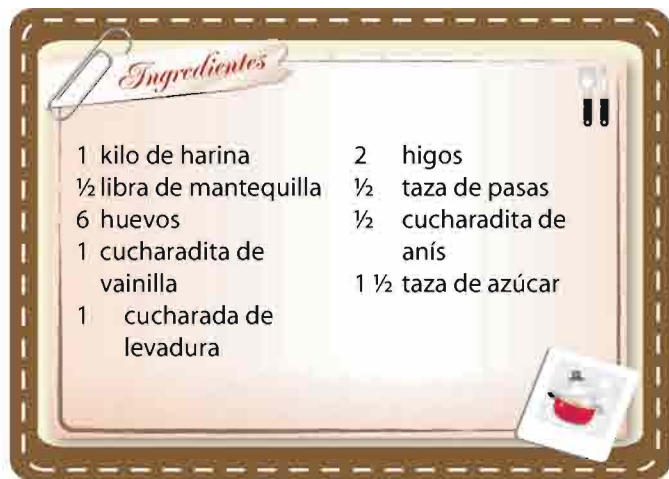 Ingredientes
1 kilo de harina
½ libra de mantequilla
6 huevos
1 cucharadita de
vainilla
1 cucharada de
levadura
2 higos
½ taza de pasas
½ cucharadita de
anís
1 ½ taza de azúcar